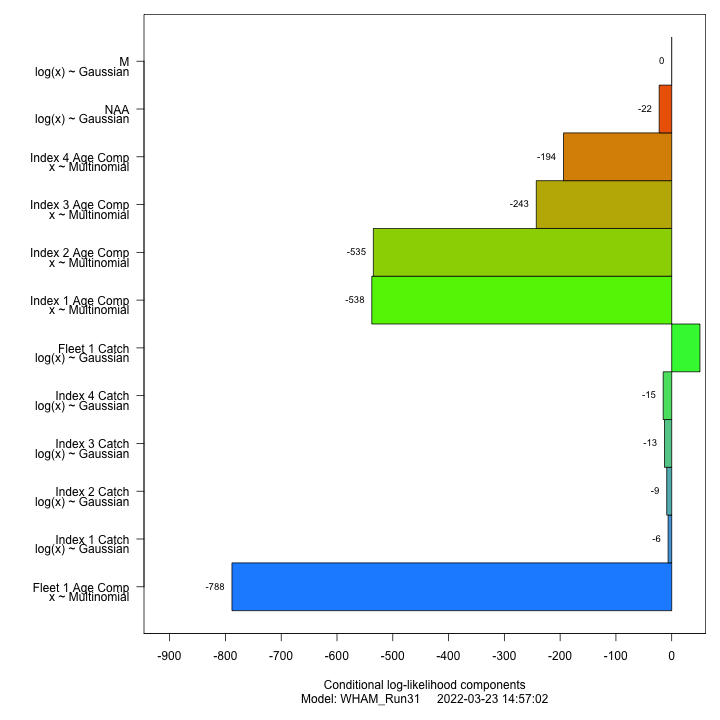 M
log(x) ~ Gaussian
0
NAA
log(x) ~ Gaussian
-22
Index 4 Age Comp
x ~ Multinomial
-194
Index 3 Age Comp
x ~ Multinomial
-243
Index 2 Age Comp
x ~ Multinomial
-535
Index 1 Age Comp
x ~ Multinomial
-538
Fleet 1 Catch
log(x) ~ Gaussian
Index 4 Catch
log(x) ~ Gaussian
-15
Index 3 Catch
log(x) ~ Gaussian
-13
Index 2 Catch
log(x) ~ Gaussian
-9
Index 1 Catch
log(x) ~ Gaussian
-6
Fleet 1 Age Comp
x ~ Multinomial
-788
-900 -800 -700 -600 -500 -400 -300 -200 -100 0
Conditional log-likelihood components
Model: WHAM_Run31 2022-03-23 14:57:02